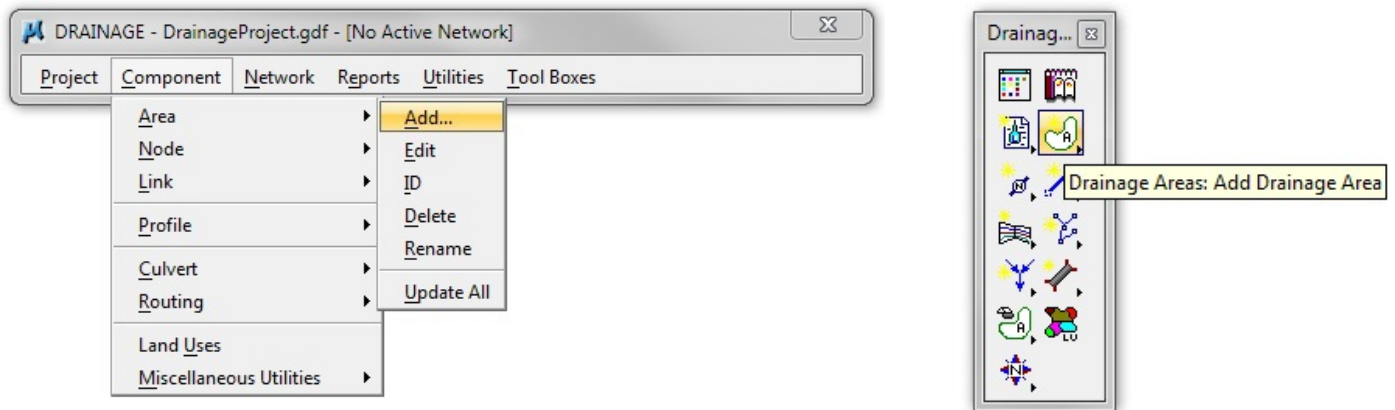 DRAINAGE - DrainageProject.gdf - [No Active Network]
Project Component Network Reports Utilities Tool Boxes
Area
Node
Link
Profile
Culvert
Routing
Land Uses
Miscellaneous Utilities
Add...
Edit
ID
Delete
Rename
Update All
Drainag...
A
Drainage Areas: Add Drainage Area
N
A
LU
N